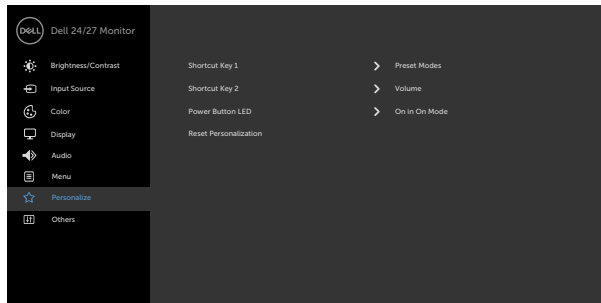 DELL Dell 24/27 Monitor
Brightness/Contrast Shortcut Key 1 Preset Modes
Input Source Shortcut Key 2 Volume
Color Power Button LED On in On Mode
Display Reset Personalization
Audio
Menu
Personalize
Others